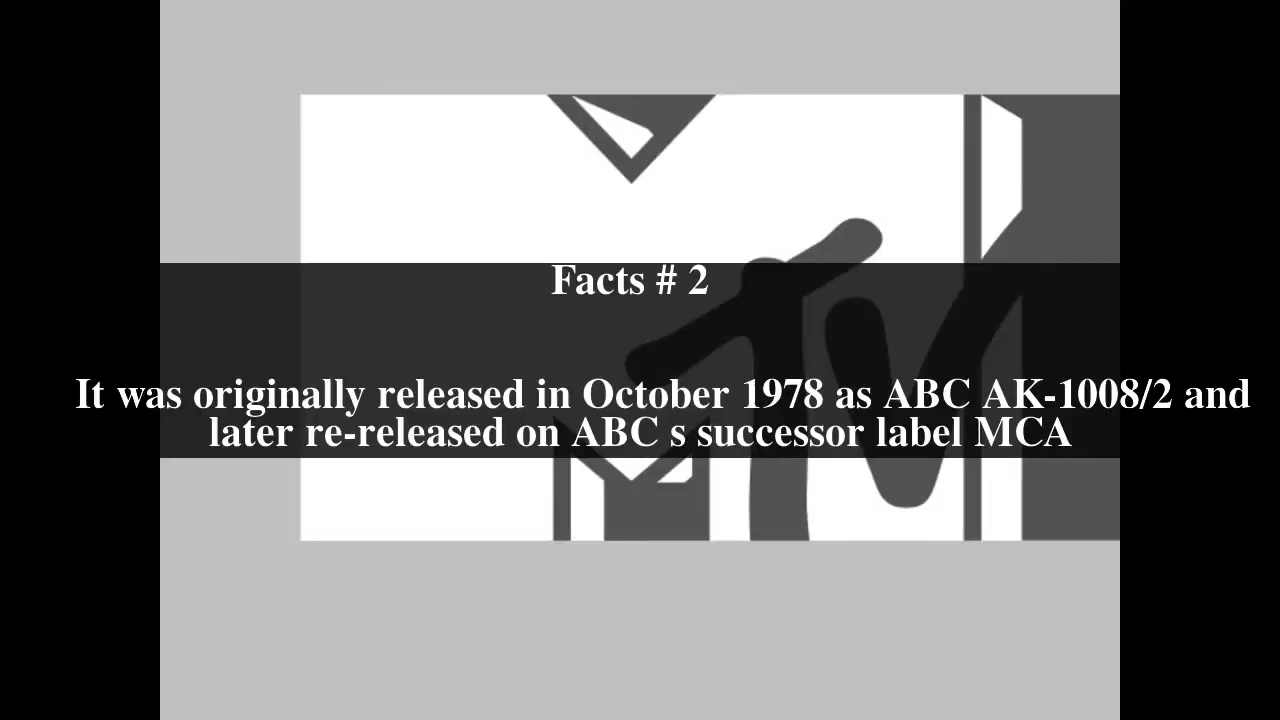 Facts # 2
It was originally released in October 1978 as ABC AK-1008/2 and
later re-released on ABC s successor label MCA
TV